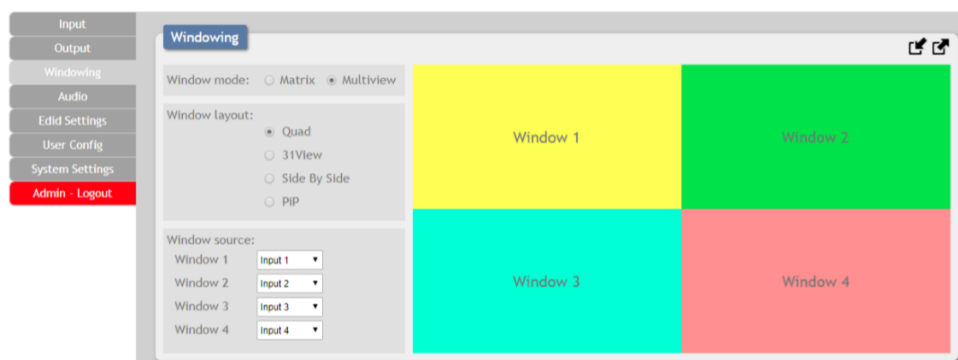 Input
Output
Windowing
Audio
Edid Settings
User Config
System Settings
Admin - Logout
Windowing
Window mode: Matrix Multiview
Window layout:
Quad
31View
Side By Side
PiP
Window source:
Window 1 Input 1
Window 2 Input 2
Window 3 Input 3
Window 4 Input 4
Window 1 Window 2
Window 3 Window 4